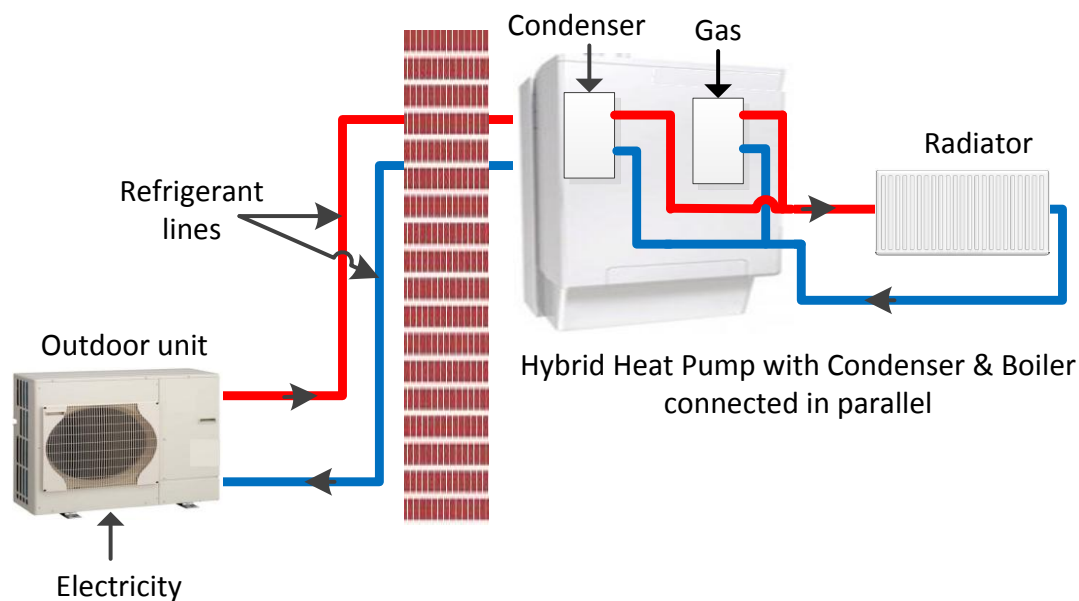 Condenser
Gas
Radiator
Refrigerant
lines
Outdoor unit
Hybrid Heat Pump with Condenser & Boiler
connected in parallel
Electricity